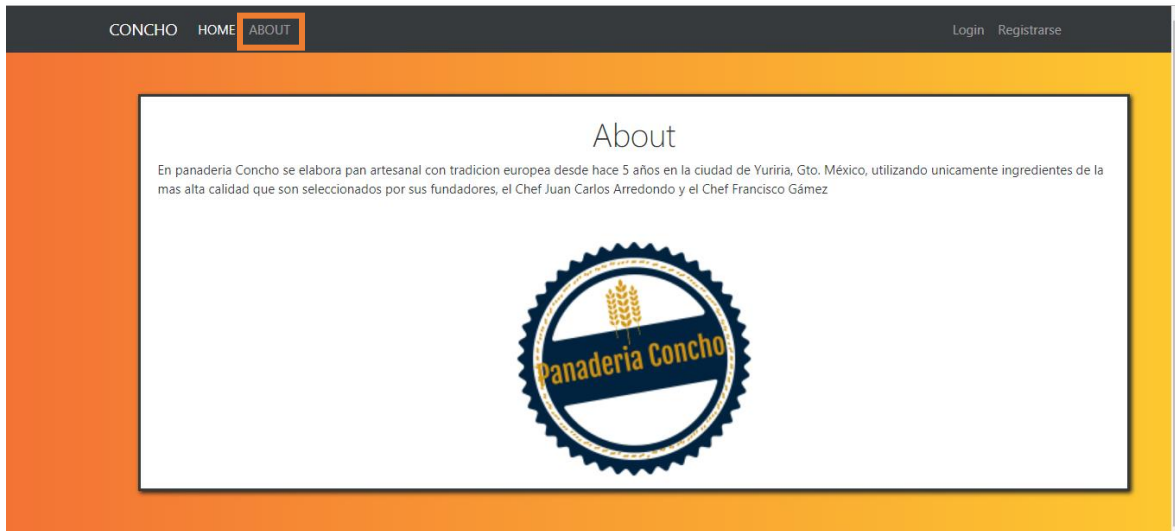 CONCHO HOME ABOUT Login Registrarse
About
En panaderia Concho se elabora pan artesanal con tradicion europea desde hace 5 años en la ciudad de Yuriria, Gto. México, utilizando unicamente ingredientes de la
mas alta calidad que son seleccionados por sus fundadores, el Chef Juan Carlos Arredondo y el Chef Francisco Gámez
Panaderia Concho